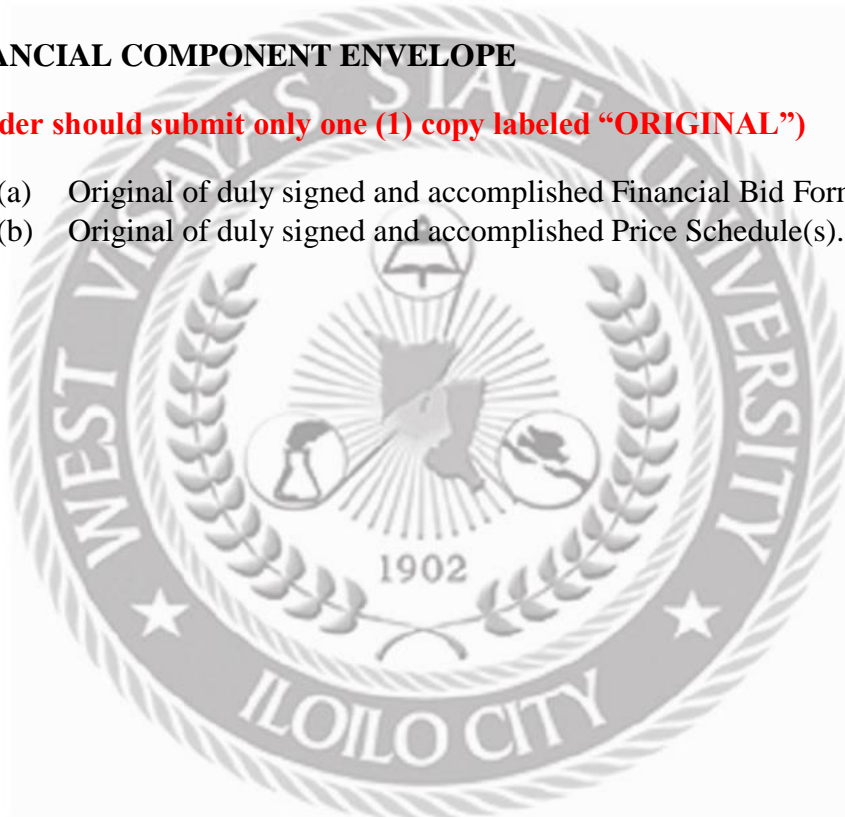 ANCIAL COMPONENT ENVELOPE
der should submit only one (1) copy labeled “ORIGINAL”)
(a) Original of duly signed and accomplished Financial Bid Form
(b) Original of duly signed and accomplished Price Schedule(s).
WEST VISAYAS STATE UNIVERSITY
1902
ILOILO CITY